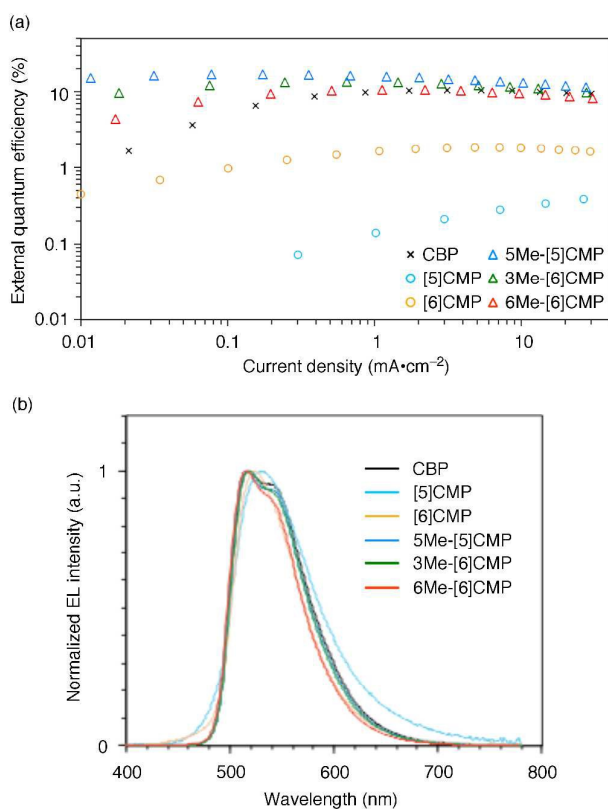 (a)
External quantum efficiency (%)
10
1
0.1
0.01
0.01
0.1
1
10
Current density (mA•cm−2)
× CBP
[5]CMP
[6]CMP
5Me-[5]CMP
3Me-[6]CMP
6Me-[6]CMP
(b)
Normalized EL intensity (a.u.)
1
0
400
500
600
700
800
Wavelength (nm)
CBP
[5]CMP
[6]CMP
5Me-[5]CMP
3Me-[6]CMP
6Me-[6]CMP